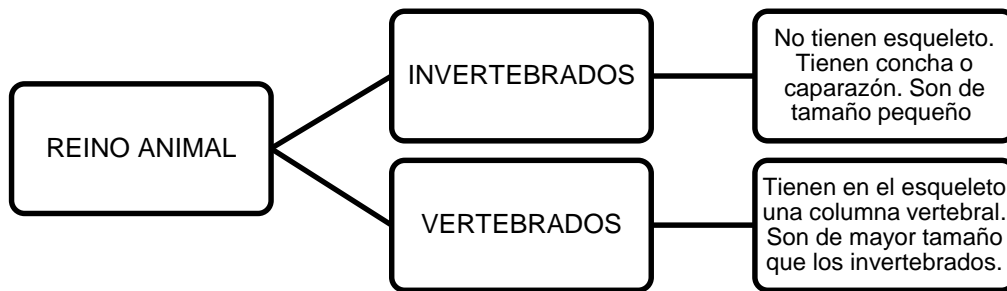 REINO ANIMAL
INVERTEBRADOS
No tienen esqueleto.
Tienen concha o
caparazón. Son de
tamaño pequeño
VERTEBRADOS
Tienen en el esqueleto
una columna vertebral.
Son de mayor tamaño
que los invertebrados.